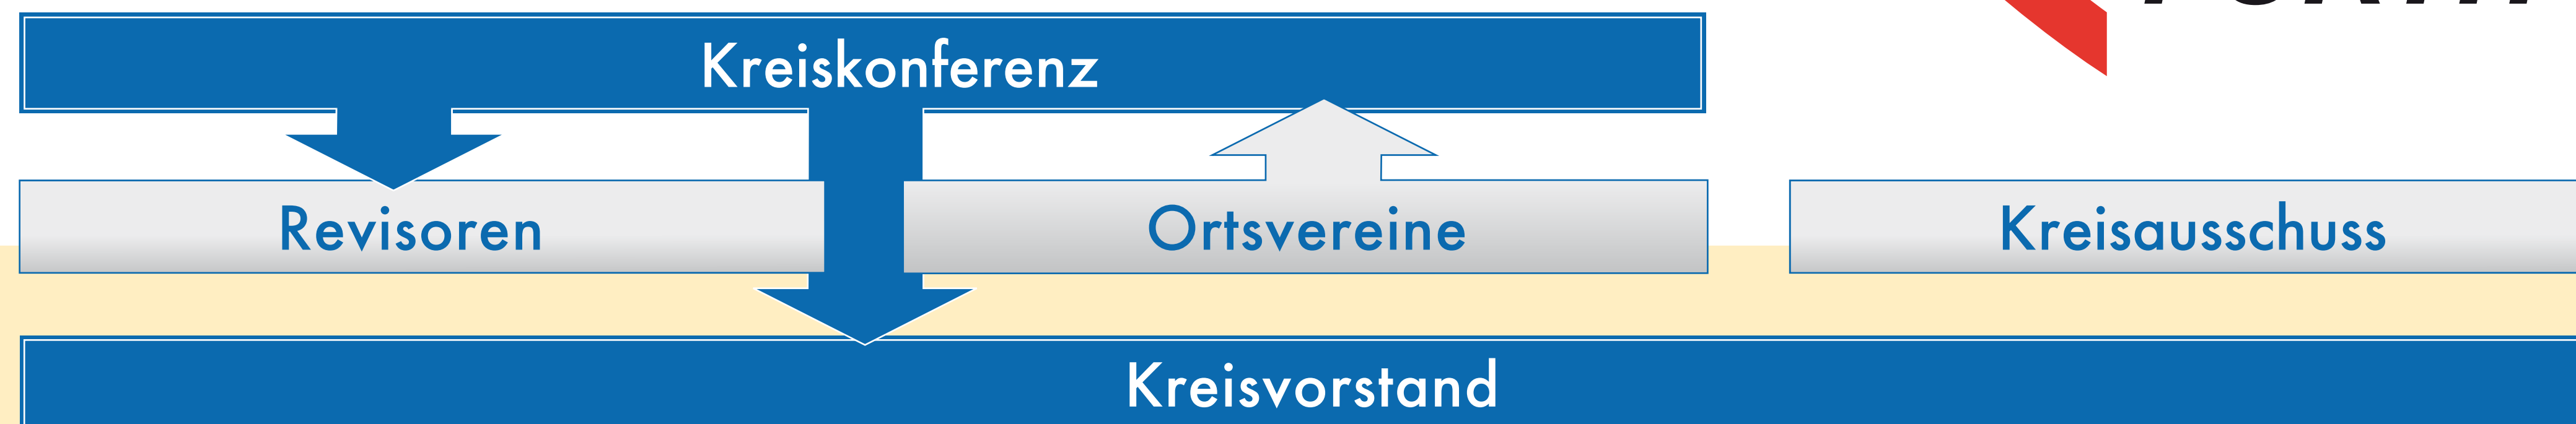 Kreiskonferenz
Revisoren
Ortsvereine
Kreisausschuss
Kreisvorstand